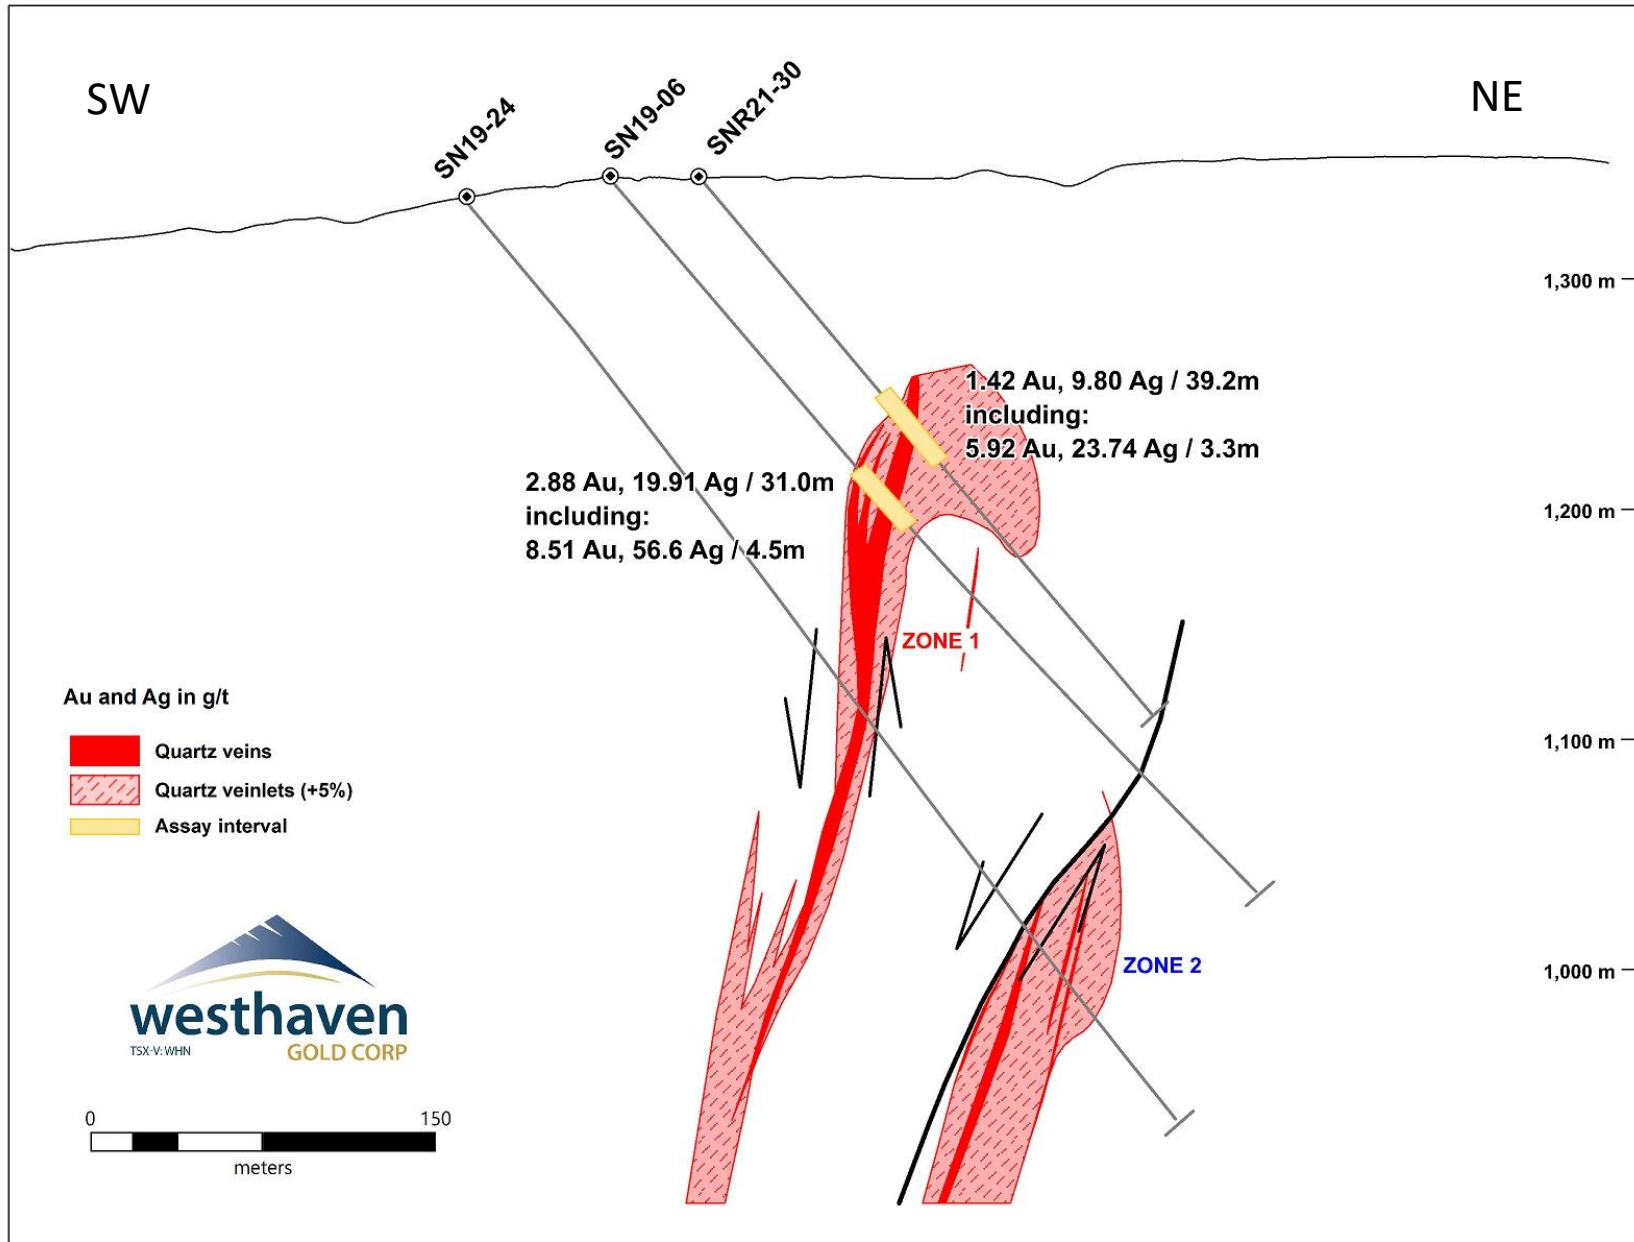 SW
NE
SN19-24
SN19-06
SNR21-30
1,300 m
1.42 Au, 9.80 Ag / 39.2m
including:
5.92 Au, 23.74 Ag / 3.3m
2.88 Au, 19.91 Ag / 31.0m
including:
8.51 Au, 56.6 Ag / 4.5m
1,200 m
ZONE 1
Au and Ag in g/t
Quartz veins
Quartz veinlets (+5%)
Assay interval
1,100 m
ZONE 2
1,000 m
westhaven
TSX-V: WHN
GOLD CORP
0 150
meters